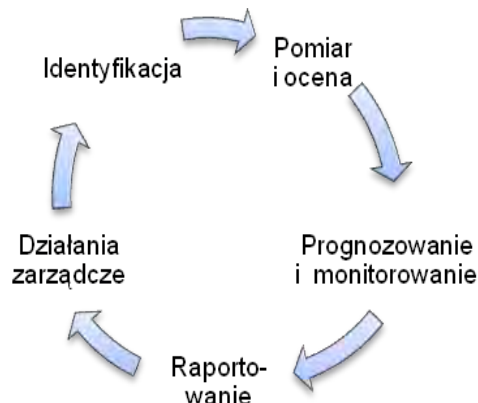 Identyfikacja
Pomiar
i ocena
Prognozowanie
i monitorowanie
Raporto-
wanie
Działania
zarządcze